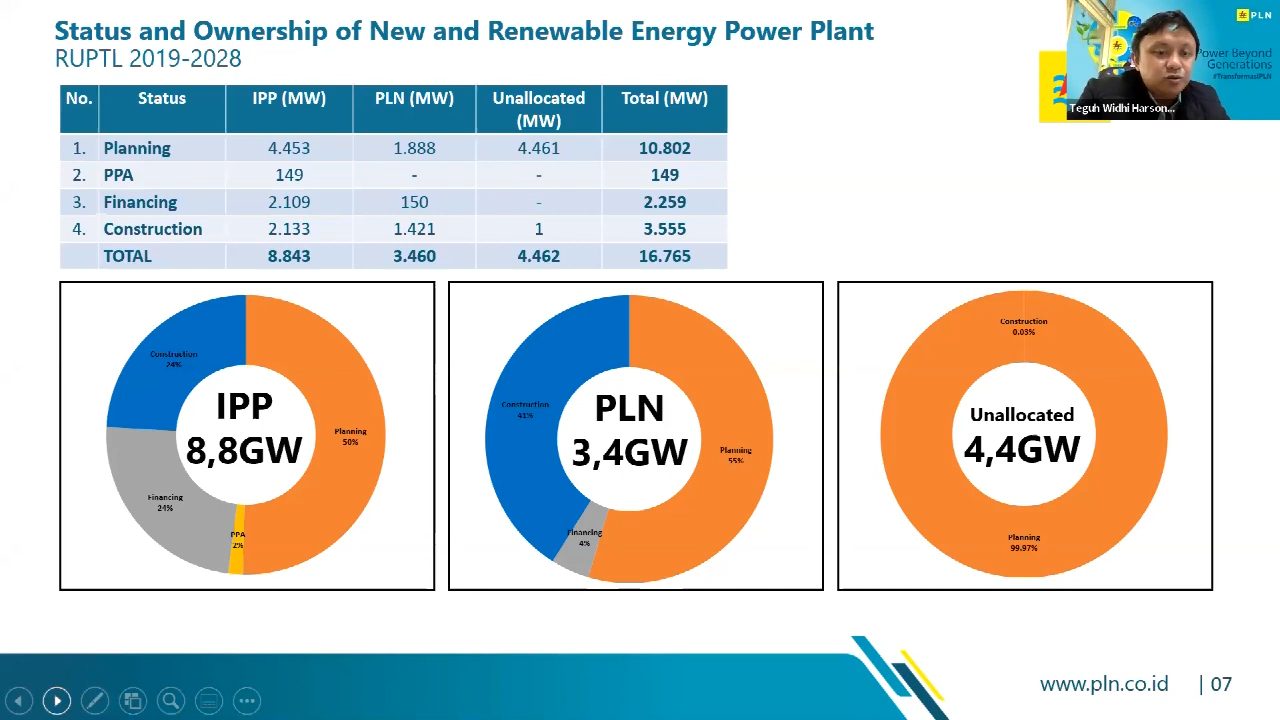 Status and Ownership of New and Renewable Energy Power Plant
RUPTL 2019-2028
No. Status IPP (MW) PLN (MW) Unallocated (MW) Total (MW)
1. Planning 4.453 1.888 4.461 10.802
2. PPA 149 - - 149
3. Financing 2.109 150 - 2.259
4. Construction 2.133 1.421 1 3.555
TOTAL 8.843 3.460 4.462 16.765
PLN
Power Beyond
Generations
#TransformasiPLN
Teguh Widhi Harson...
Construction
24%
IPP
8,8GW
Planning
50%
Financing
24%
PPA
2%
Construction
41%
PLN
3,4GW
Planning
55%
Financing
4%
Construction
0.03%
Unallocated
4,4GW
Planning
99.97%
www.pln.co.id | 07